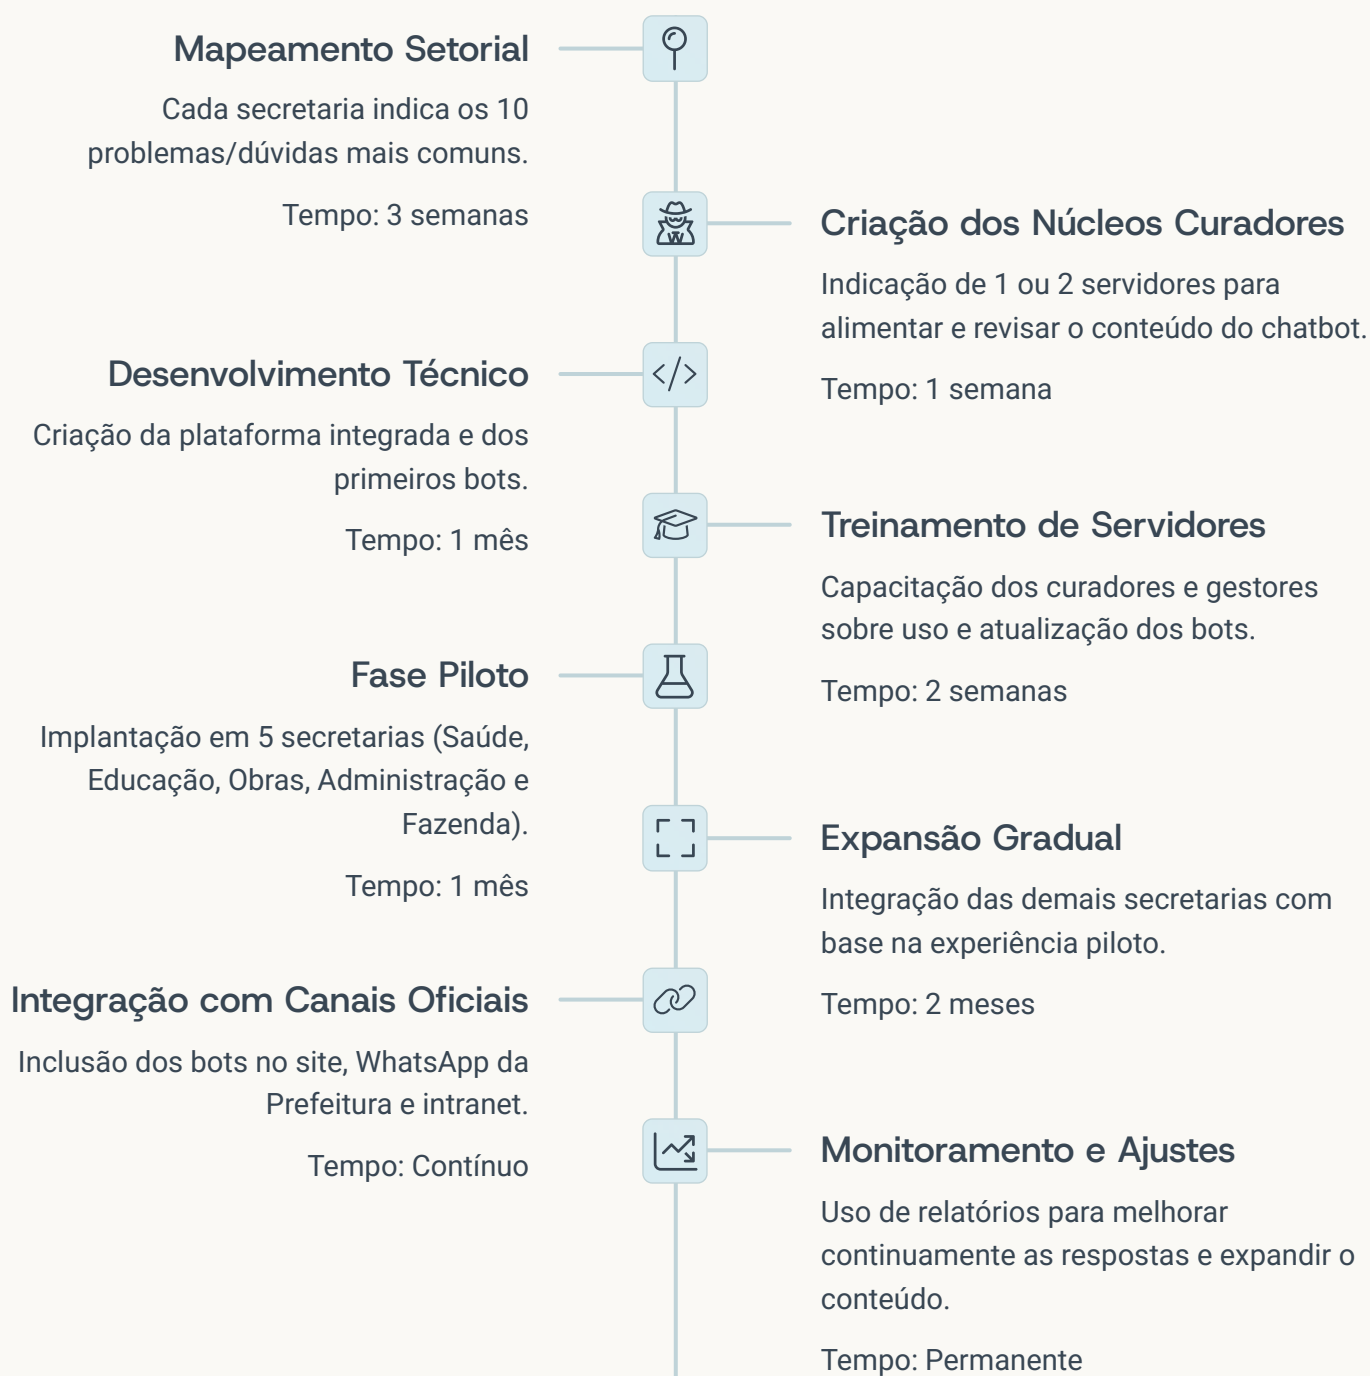 Mapeamento Setorial
Cada secretaria indica os 10
problemas/dúvidas mais comuns.
Tempo: 3 semanas
Criação dos Núcleos Curadores
Indicação de 1 ou 2 servidores para
alimentar e revisar o conteúdo do chatbot.
Tempo: 1 semana
Desenvolvimento Técnico
Criação da plataforma integrada e dos
primeiros bots.
Tempo: 1 mês
Treinamento de Servidores
Capacitação dos curadores e gestores
sobre uso e atualização dos bots.
Tempo: 2 semanas
Fase Piloto
Implantação em 5 secretarias (Saúde,
Educação, Obras, Administração e
Fazenda).
Tempo: 1 mês
Expansão Gradual
Integração das demais secretarias com
base na experiência piloto.
Tempo: 2 meses
Integração com Canais Oficiais
Inclusão dos bots no site, WhatsApp da
Prefeitura e intranet.
Tempo: Contínuo
Monitoramento e Ajustes
Uso de relatórios para melhorar
continuamente as respostas e expandir o
conteúdo.
Tempo: Permanente